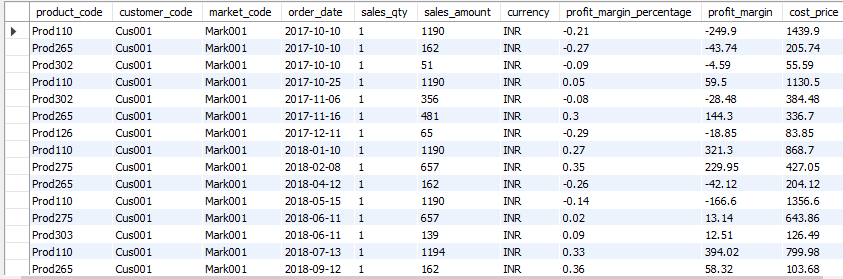 product_code customer_code market_code order_date sales_qty sales_amount currency profit_margin_percentage profit_margin cost_price
Prod110 Cus001 Mark001 2017-10-10 1 1190 INR -0.21 -249.9 1439.9
Prod265 Cus001 Mark001 2017-10-10 1 162 INR -0.27 -43.74 205.74
Prod302 Cus001 Mark001 2017-10-10 1 51 INR -0.09 -4.59 55.59
Prod110 Cus001 Mark001 2017-10-25 1 1190 INR 0.05 59.5 1130.5
Prod302 Cus001 Mark001 2017-11-06 1 356 INR -0.08 -28.48 384.48
Prod265 Cus001 Mark001 2017-11-16 1 481 INR 0.3 144.3 336.7
Prod126 Cus001 Mark001 2017-12-11 1 65 INR -0.29 -18.85 83.85
Prod110 Cus001 Mark001 2018-01-10 1 1190 INR 0.27 321.3 868.7
Prod275 Cus001 Mark001 2018-02-08 1 657 INR 0.35 229.95 427.05
Prod265 Cus001 Mark001 2018-04-12 1 162 INR -0.26 -42.12 204.12
Prod110 Cus001 Mark001 2018-05-15 1 1190 INR -0.14 -166.6 1356.6
Prod275 Cus001 Mark001 2018-06-11 1 657 INR 0.02 13.14 643.86
Prod303 Cus001 Mark001 2018-06-11 1 139 INR 0.09 12.51 126.49
Prod110 Cus001 Mark001 2018-07-13 1 1194 INR 0.33 394.02 799.98
Prod265 Cus001 Mark001 2018-09-12 1 162 INR 0.36 58.32 103.68